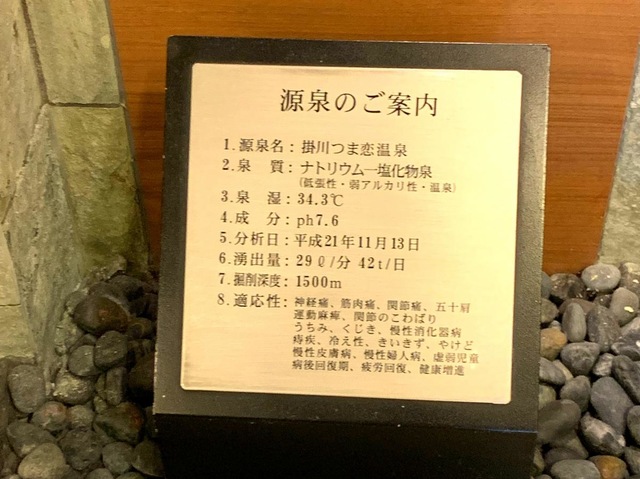 源泉のご案内
1.源泉名：掛川つま恋温泉
2.泉　質：ナトリウム―塩化物泉
（低張性・弱アルカリ性・温泉）
3.泉　湿：34.3℃
4.成　分：ph7.6
5.分析日：平成21年11月13日
6.湧出量：29ℓ/分 42t/日
7.掘削深度：1500m
8.適応性：神経痛、筋肉痛、関節痛、五十肩
運動麻痺、関節のこわばり
うちみ、くじき、慢性消化器病
痔疾、冷え性、きいきず、やけど
慢性皮膚病、慢性婦人病、虚弱児童
病後回復期、疲労回復、健康増進